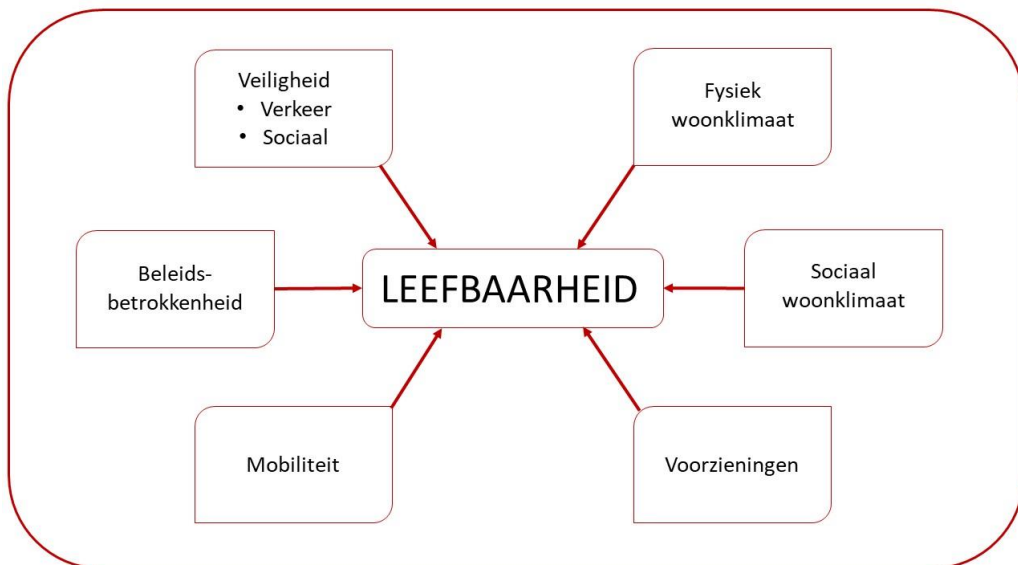 Veiligheid
• Verkeer
• Sociaal
Fysiek
woonklimaat
Beleids-
betrokkenheid
LEEFBAARHEID
Sociaal
woonklimaat
Mobiliteit
Voorzieningen